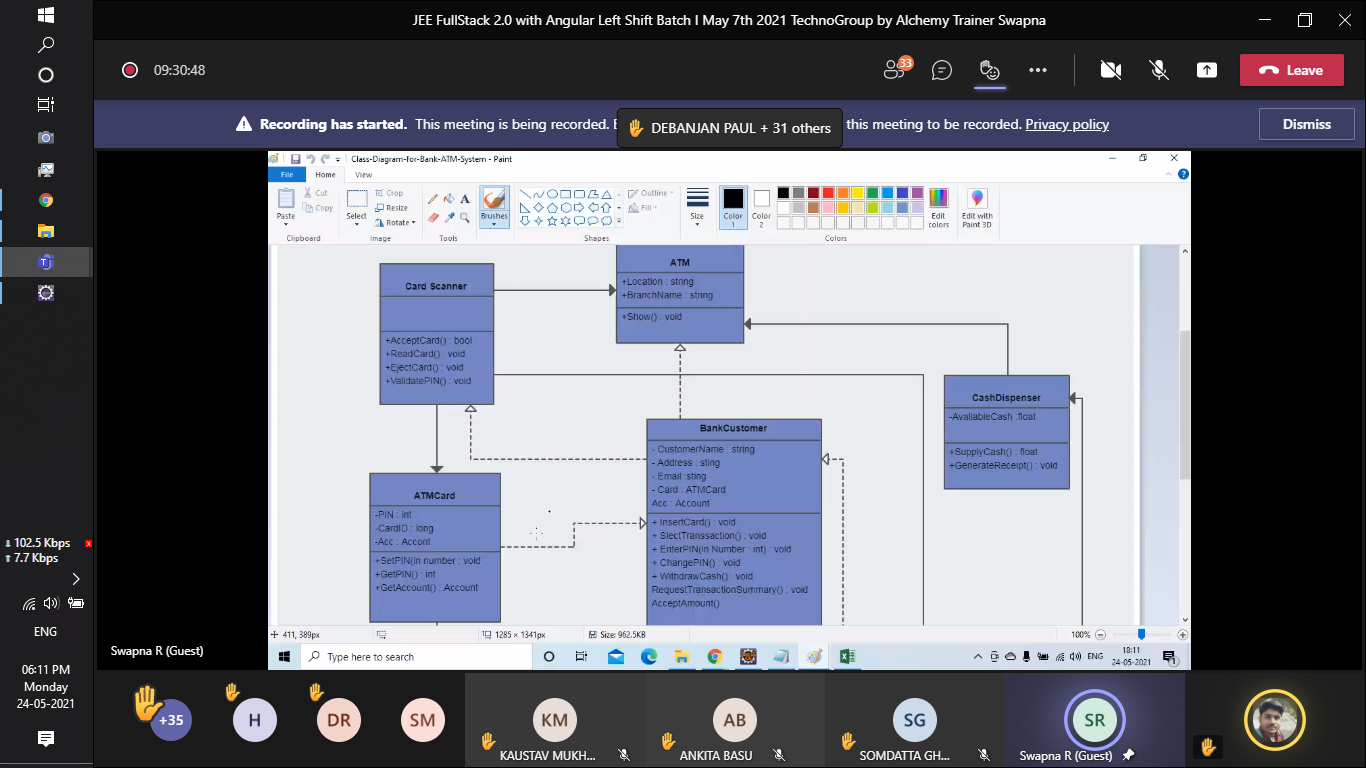 JEE FullStack 2.0 with Angular Left Shift Batch I May 7th 2021 TechnoGroup by Alchemy Trainer Swapna
09:30:48
33
Leave
Recording has started. This meeting is being recorded.
DEBANJAN PAUL + 31 others
this meeting to be recorded. Privacy policy
Dismiss
Class-Diagram-for-Bank-ATM-System - Paint
File
Home
View
Paste
Cut
Copy
Clipboard
Select
Crop
Resize
Rotate
Image
A
Tools
Brushes
Outline
Fill
Shapes
Size
Color
1
Color
2
Edit
colors
Colors
Edit with
Paint 3D
Card Scanner
+AcceptCard() : bool
+ReadCard() : void
+EjectCard() : void
+ValidatePIN() : void
ATM
+Location : string
+BranchName : string
+Show() : void
CashDispenser
-AvaliableCash :float
+SupplyCash() : float
+GenerateReceipt() : void
BankCustomer
- CustomerName : string
- Address : sting
- Email :sting
- Card : ATMCard
Acc : Account
+ InsertCard() : void
+ SlectTranssaction() : void
+ EnterPIN(in Number : int) : void
+ ChangePIN() : void
+ WithdrawCash() : void
RequestTransactionSummary() : void
AcceptAmount()
ATMCard
-PIN : int
-CardID : long
-Acc : Accont
+SetPIN(in number : void
+GetPIN() : int
+GetAccount() : Account
411, 389px
1285 × 1341px
Size: 962.5KB
100%
Type here to search
ENG
18:11
24-05-2021
1
Swapna R (Guest)
102.5 Kbps
7.7 Kbps
ENG
06:11 PM
Monday
24-05-2021
+35
H
DR
SM
KM
KAUSTAV MUKH...
AB
ANKITA BASU
SG
SOMDATTA GH...
SR
Swapna R (Guest)